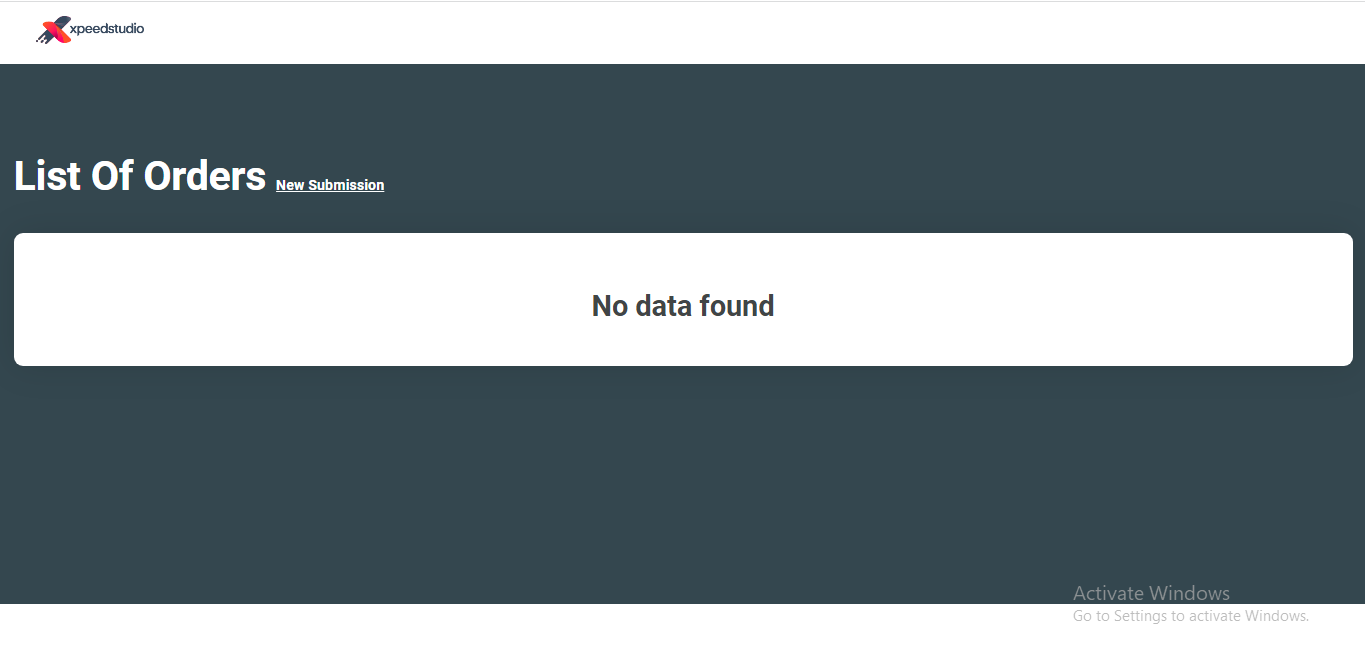 xpeedstudio
List Of Orders New Submission
No data found
Activate Windows
Go to Settings to activate Windows.